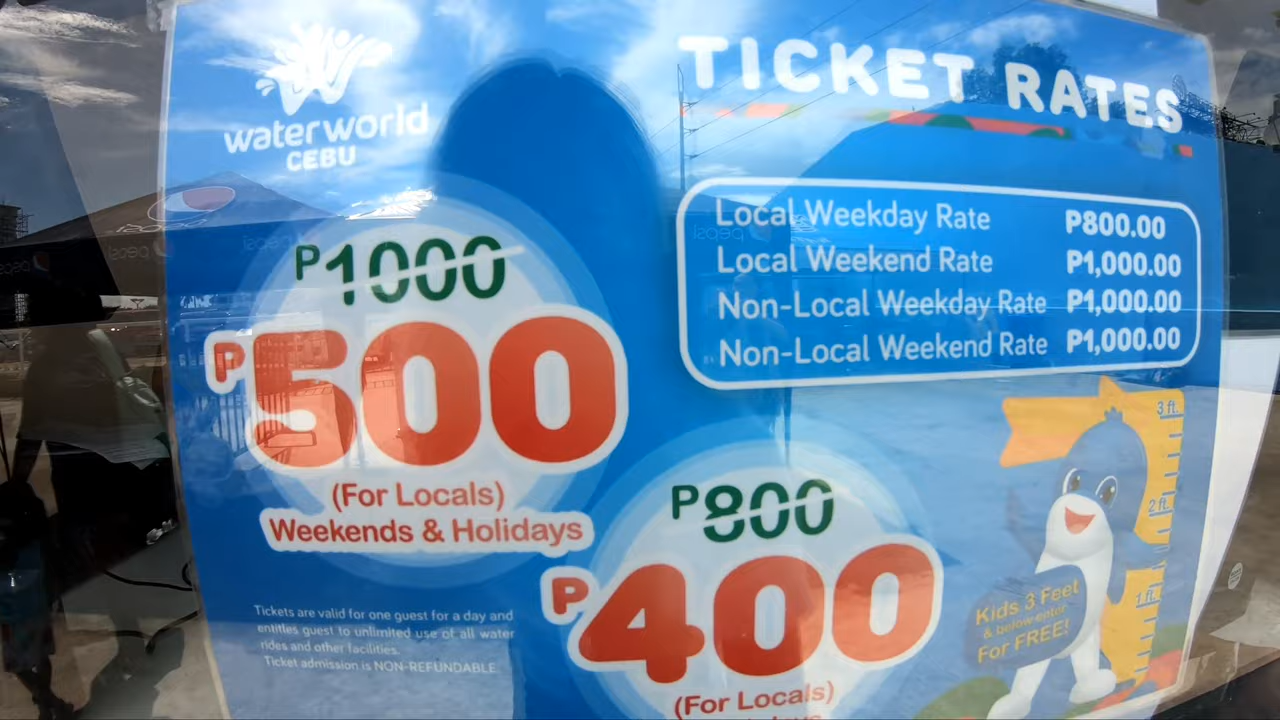 waterworld
CEBU
TICKET RATES
Local Weekday Rate P800.00
Local Weekend Rate P1,000.00
Non-Local Weekday Rate P1,000.00
Non-Local Weekend Rate P1,000.00
P1000
P500
(For Locals)
Weekends & Holidays
P800
P400
(For Locals)
Tickets are valid for one guest for a day and
entitles guest to unlimited use of all water
rides and other facilities.
Ticket admission is NON-REFUNDABLE.
3 ft.
2 ft.
1 ft.
Kids 3 Feet
& below enter
For FREE!
pepsi
pepsi
pepsi